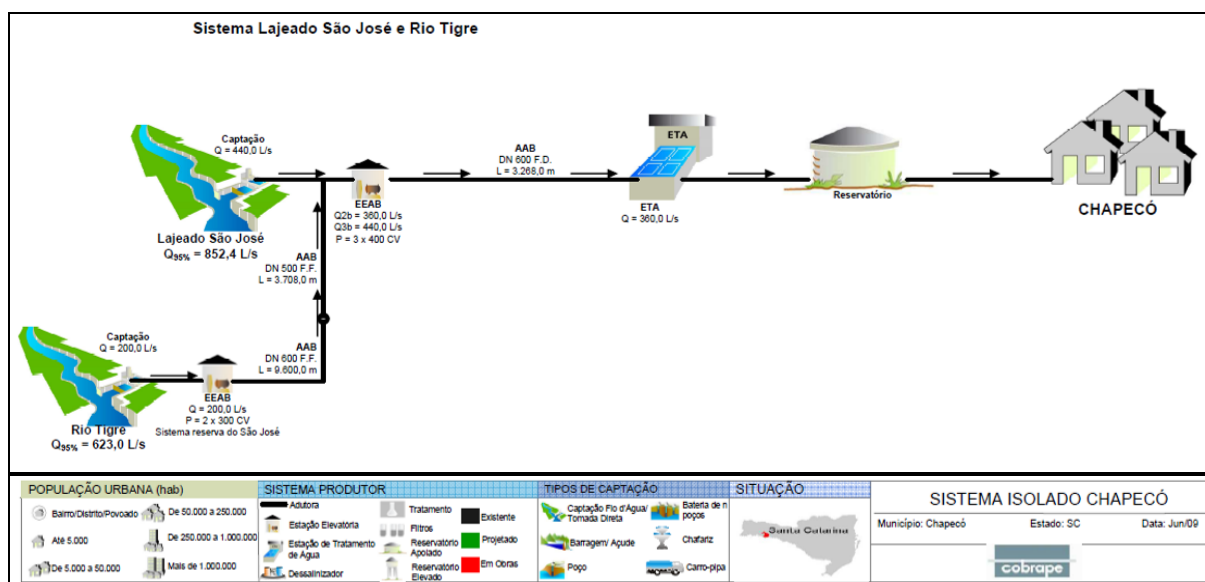 Sistema Lajeado São José e Rio Tigre
Captação
Q = 440,0 L/s
Lajeado São José
Q95% = 852,4 L/s
EEAB
Q2b = 360,0 L/s
Q3b = 440,0 L/s
P = 3 x 400 CV
AAB
DN 600 F.D.
L = 3.268,0 m
ETA
ETA
Q = 360,0 L/s
Reservatório
CHAPECÓ
AAB
DN 500 F.F.
L = 3.708,0 m
AAB
DN 600 F.F.
L = 9.600,0 m
Captação
Q = 200,0 L/s
Rio Tigre
Q95% = 623,0 L/s
EEAB
Q = 200,0 L/s
P = 2 x 300 CV
Sistema reserva do São José
POPULAÇÃO URBANA (hab)
Bairro/Distrito/Povoado
Até 5.000
De 5.000 a 50.000
De 50.000 a 250.000
De 250.000 a 1.000.000
Mais de 1.000.000
SISTEMA PRODUTOR
Adutora
Estação Elevatória
Estação de Tratamento
de Água
Dessalinizador
Tratamento
Filtros
Reservatório
Apoiado
Reservatório
Elevado
Existente
Projetado
Em Obras
TIPOS DE CAPTAÇÃO
Captação Fio d'Água/
Tomada Direta
Barragem/ Açude
Poço
Bateria de n
poços
Chafariz
Carro-pipa
SITUAÇÃO
Santa Catarina
SISTEMA ISOLADO CHAPECÓ
Município: Chapecó
Estado: SC
Data: Jun/09
cobrape